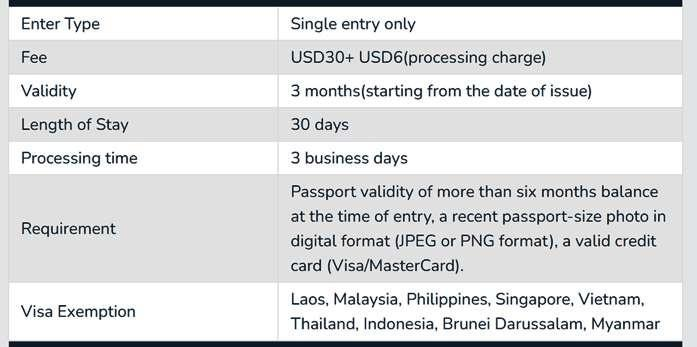 Enter Type
Single entry only
Fee
USD30+ USD6(processing charge)
Validity
3 months(starting from the date of issue)
Length of Stay
30 days
Processing time
3 business days
Requirement
Passport validity of more than six months balance
at the time of entry, a recent passport-size photo in
digital format (JPEG or PNG format), a valid credit
card (Visa/MasterCard).
Visa Exemption
Laos, Malaysia, Philippines, Singapore, Vietnam,
Thailand, Indonesia, Brunei Darussalam, Myanmar